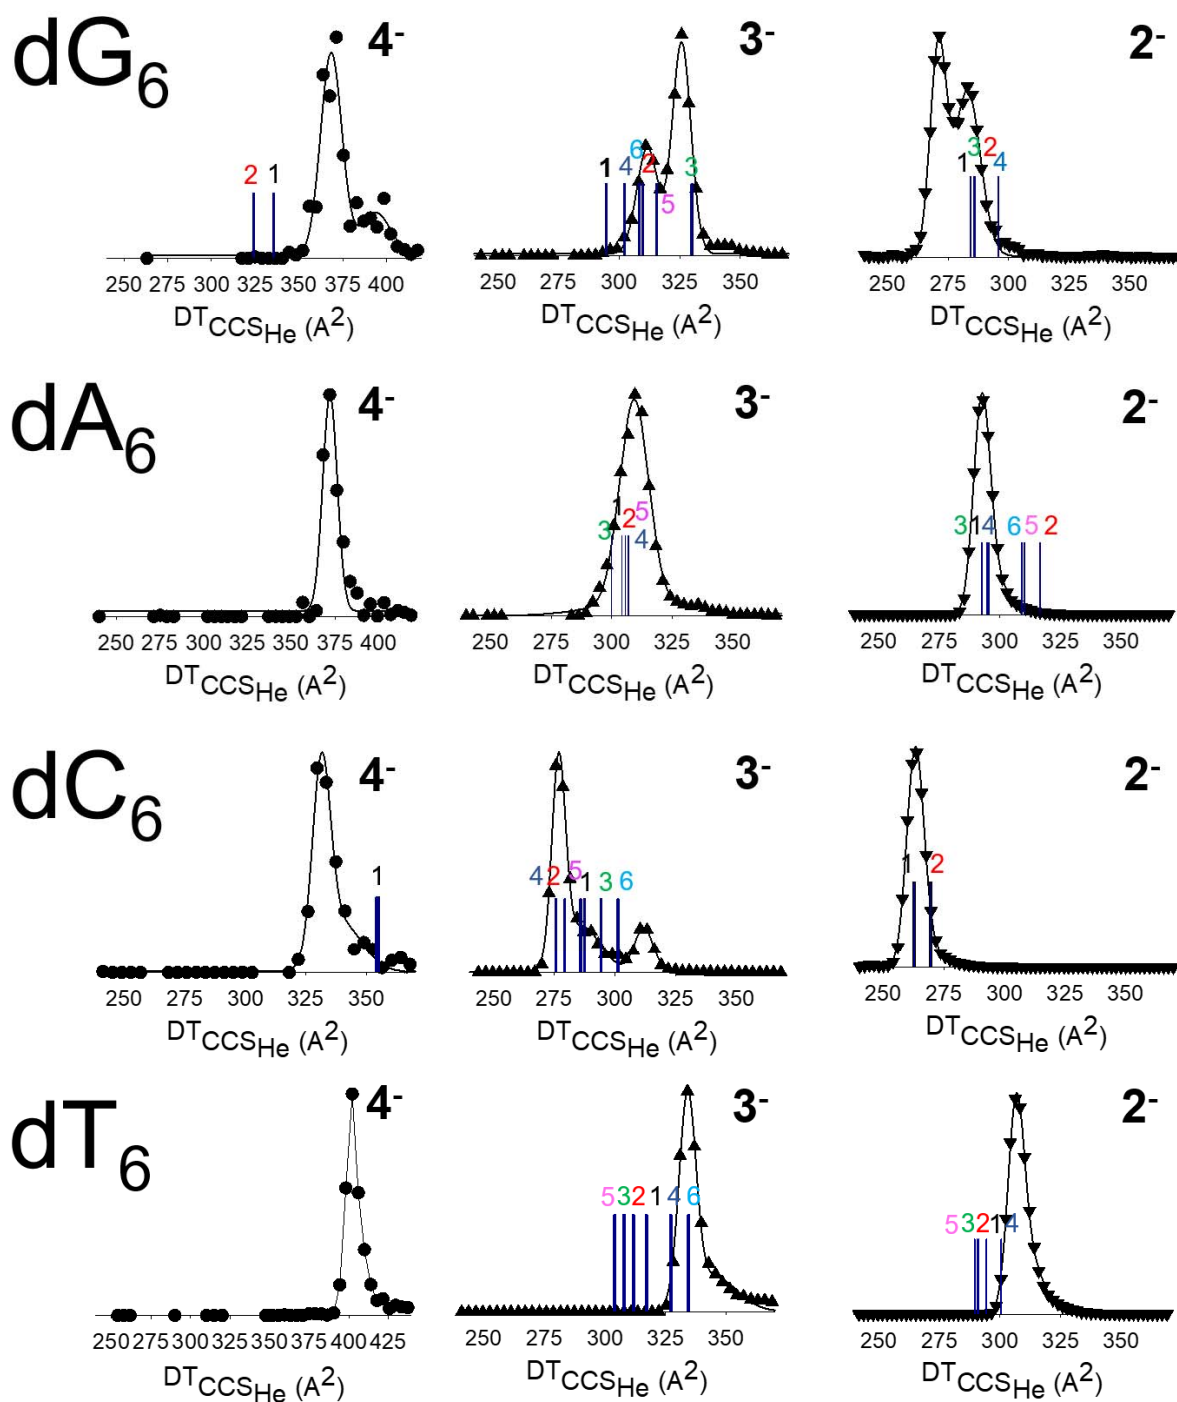 dG6 4- 3- 2-
2 1
1 4 6 2 5 3
1 3 2 4
250 275 300 325 350 375 400
250 300 325 350
250 275 300 350
DTCCSHe (A2) DTCCSHe (A2) DTCCSHe (A2)
dA6 4- 3- 2-
3 1 2 5 4
3 1 4 6 5 2
250 275 300 325 350 375 400
250 275 300 350
250 275 300 350
DTCCSHe (A2) DTCCSHe (A2) DTCCSHe (A2)
dC6 4- 3- 2-
1
4 2 5 1 3 6
1 2
250 275 300 325 350
250 275 300 350
250 275 300 350
DTCCSHe (A2) DTCCSHe (A2) DTCCSHe (A2)
dT6 4- 3- 2-
5 3 2 1 4 6
5 3 2 1 4
250 275 300 325 350 375 400 425
250 275 300 325 350
250 275 300 350
DTCCSHe (A2) DTCCSHe (A2) DTCCSHe (A2)